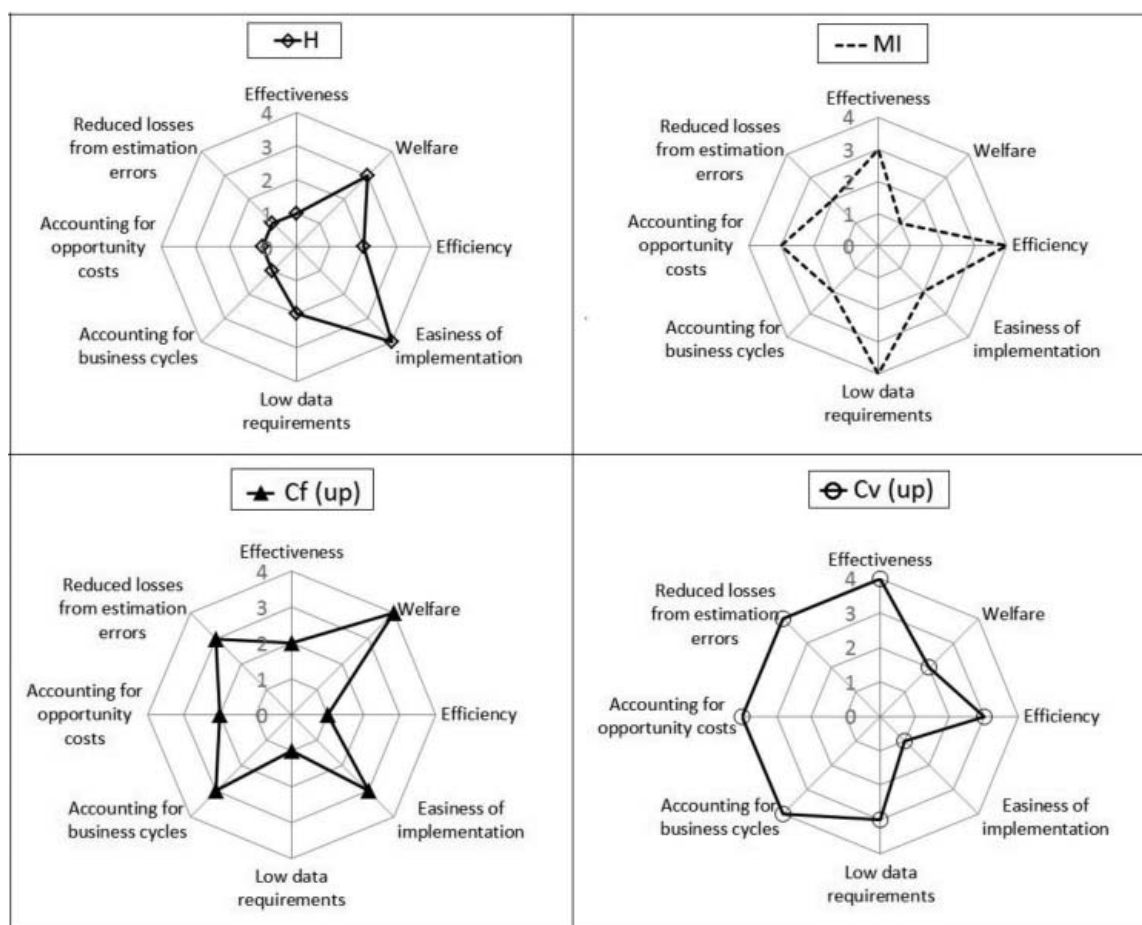 H
Effectiveness
4
3
2
1
0
Welfare
Efficiency
Easiness of
implementation
Low data
requirements
Accounting for
business cycles
Accounting for
opportunity
costs
Reduced losses
from estimation
errors
MI
Effectiveness
4
3
2
1
0
Welfare
Efficiency
Easiness of
implementation
Low data
requirements
Accounting for
business cycles
Accounting for
opportunity
costs
Reduced losses
from estimation
errors
Cf (up)
Effectiveness
4
3
2
1
0
Welfare
Efficiency
Easiness of
implementation
Low data
requirements
Accounting for
business cycles
Accounting for
opportunity
costs
Reduced losses
from estimation
errors
Cv (up)
Effectiveness
4
3
2
1
0
Welfare
Efficiency
Easiness of
implementation
Low data
requirements
Accounting for
business cycles
Accounting for
opportunity costs
Reduced losses
from estimation
errors